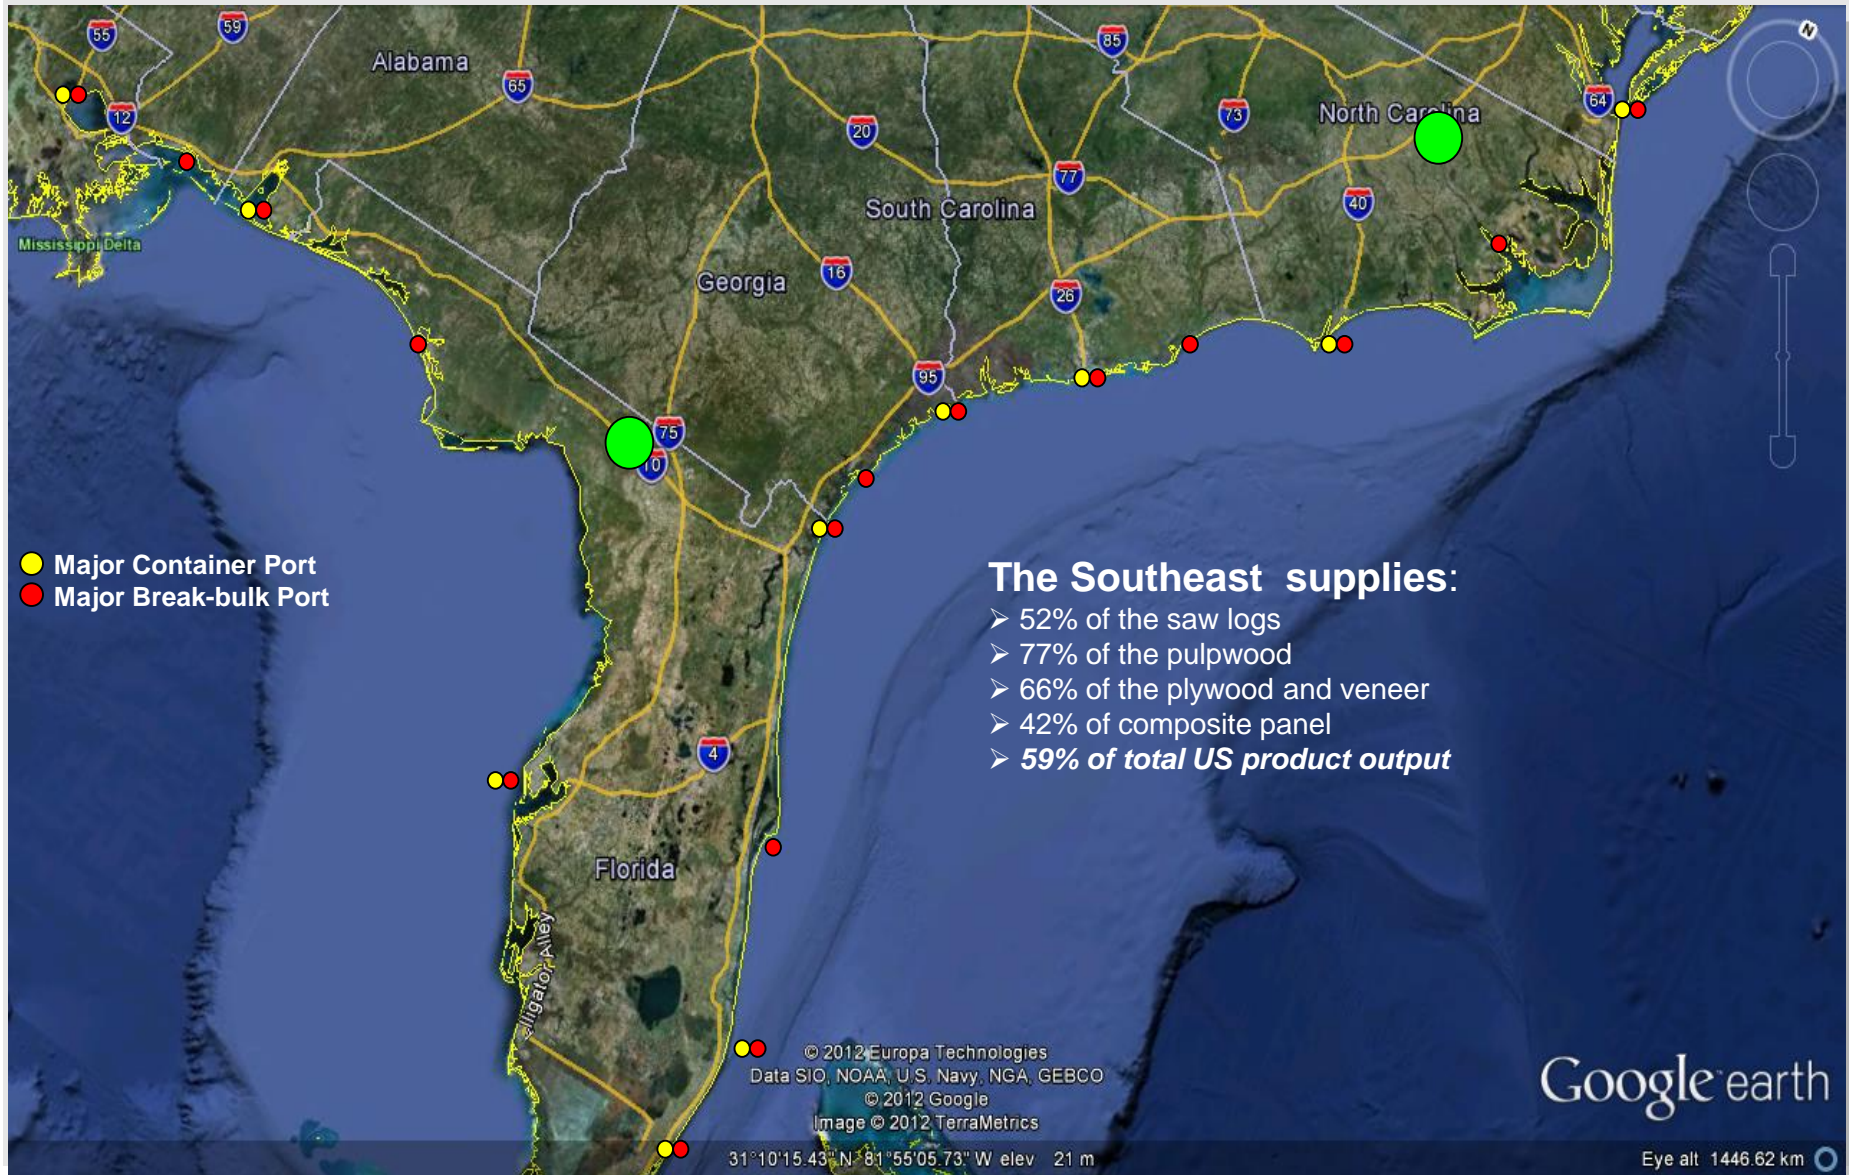 55
59
Alabama
65
85
12
20
73
North Carolina
64
77
South Carolina
40
Mississippi Delta
Georgia
16
26
95
75
10
Major Container Port
Major Break-bulk Port
The Southeast  supplies:
➢ 52% of the saw logs
➢ 77% of the pulpwood
➢ 66% of the plywood and veneer
➢ 42% of composite panel
➢ 59% of total US product output
4
Florida
lligator Alley
© 2012 Europa Technologies
Data SIO, NOAA, U.S. Navy, NGA, GEBCO
© 2012 Google
Image © 2012 TerraMetrics
Google earth
31°10'15.43" N 81°55'05.73" W elev 21 m
Eye alt 1446.62 km
N